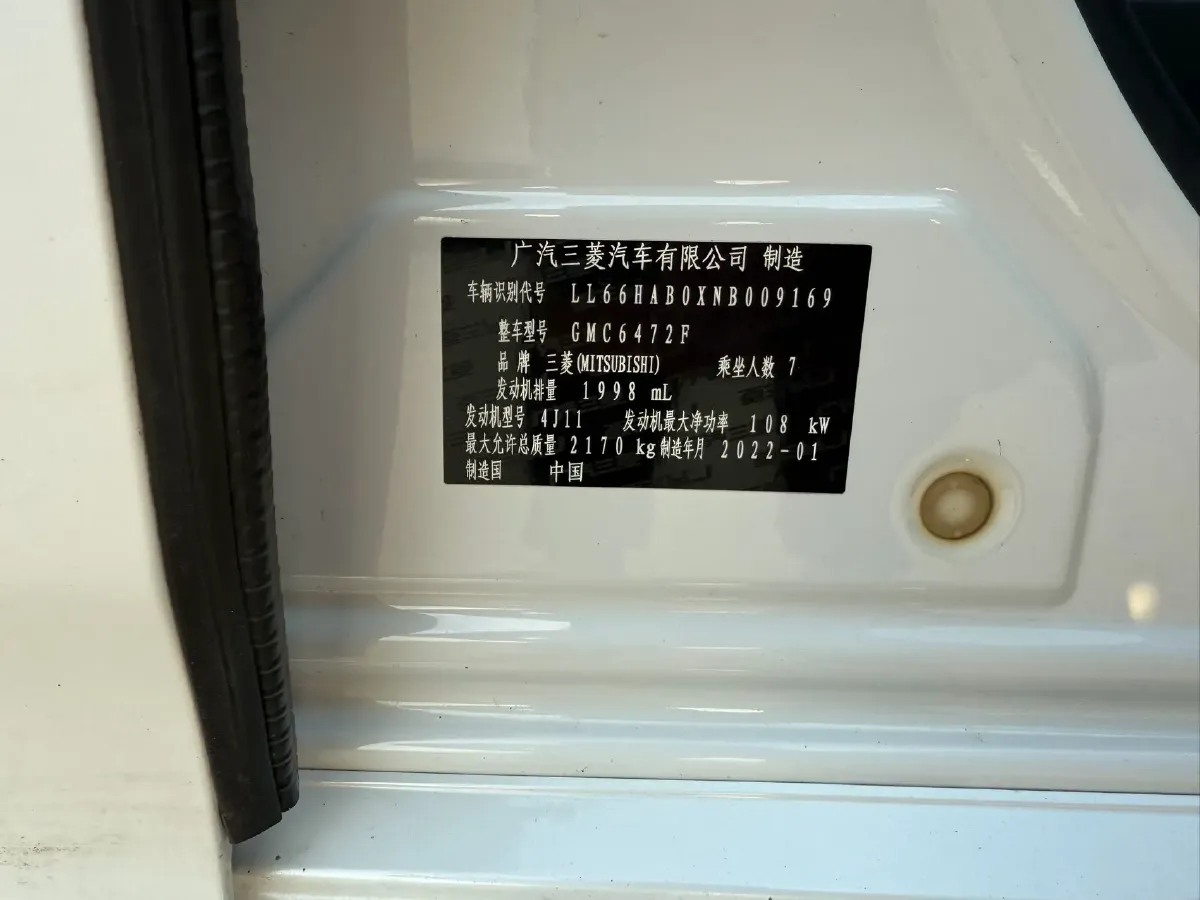 广汽三菱汽车有限公司 制造
车辆识别代号 LL66HAB0XNB009169
整车型号 GMC6472F
品 牌 三菱(MITSUBISHI) 乘坐人数 7
发动机排量 1998 mL
发动机型号 4J11 发动机最大净功率 108 kW
最大允许总质量 2170 kg 制造年月 2022-01
制造国 中国